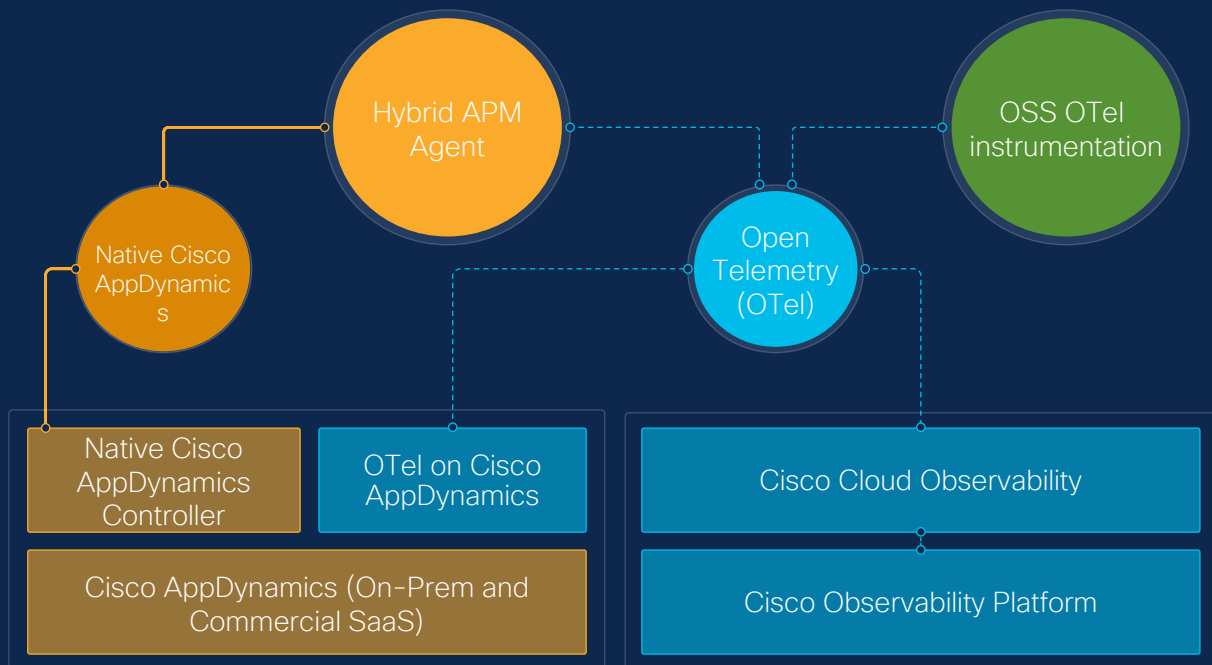 Hybrid APM
Agent
OSS OTel
instrumentation
Native Cisco
AppDynamic
s
Open
Telemetry
(OTel)
Native Cisco
AppDynamics
Controller
OTel on Cisco
AppDynamics
Cisco Cloud Observability
Cisco AppDynamics (On-Prem and
Commercial SaaS)
Cisco Observability Platform